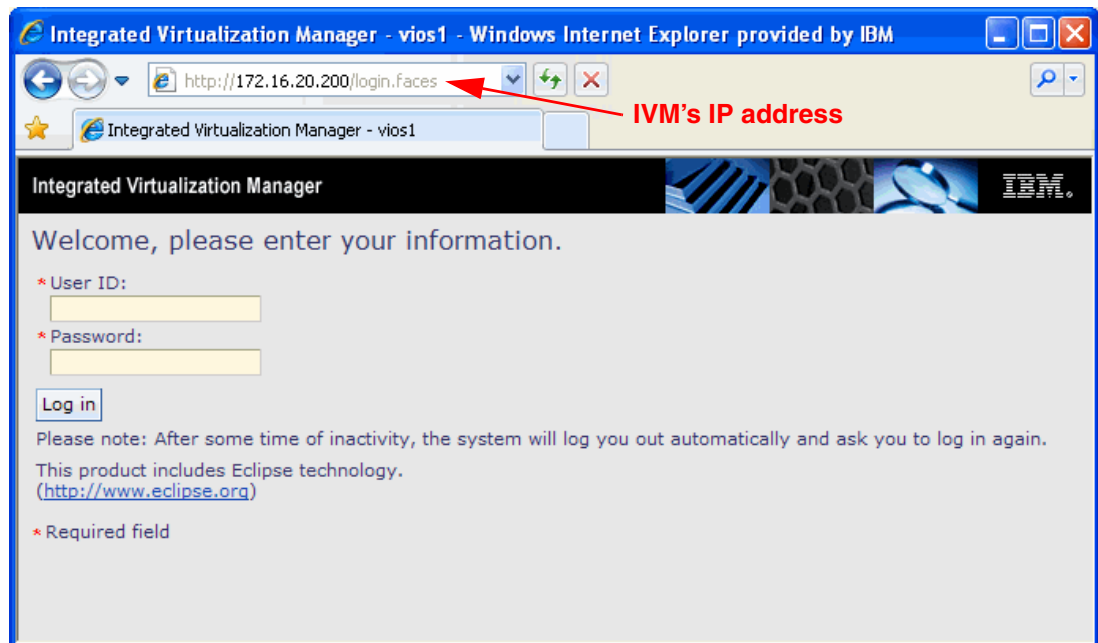 Integrated Virtualization Manager - vios1 - Windows Internet Explorer provided by IBM
http://172.16.20.200/login.faces
IVM's IP address
Integrated Virtualization Manager - vios1
Integrated Virtualization Manager
IBM.
Welcome, please enter your information.
* User ID:
* Password:
Log in
Please note: After some time of inactivity, the system will log you out automatically and ask you to log in again.
This product includes Eclipse technology.
(http://www.eclipse.org)
* Required field